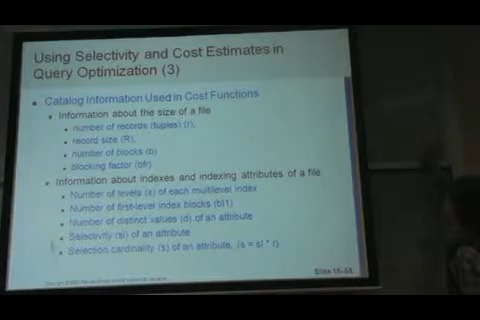 Using Selectivity and Cost Estimates in
Query Optimization (3)
Catalog Information Used in Cost Functions
Information about the size of a file
number of records (tuples) (r),
record size (R),
number of blocks (b)
blocking factor (bfr)
Information about indexes and indexing attributes of a file
Number of levels (x) of each multilevel index
Number of first-level index blocks (bI1)
Number of distinct values (d) of an attribute
Selectivity (sl) of an attribute
Selection cardinality (s) of an attribute. (s = sl * r)